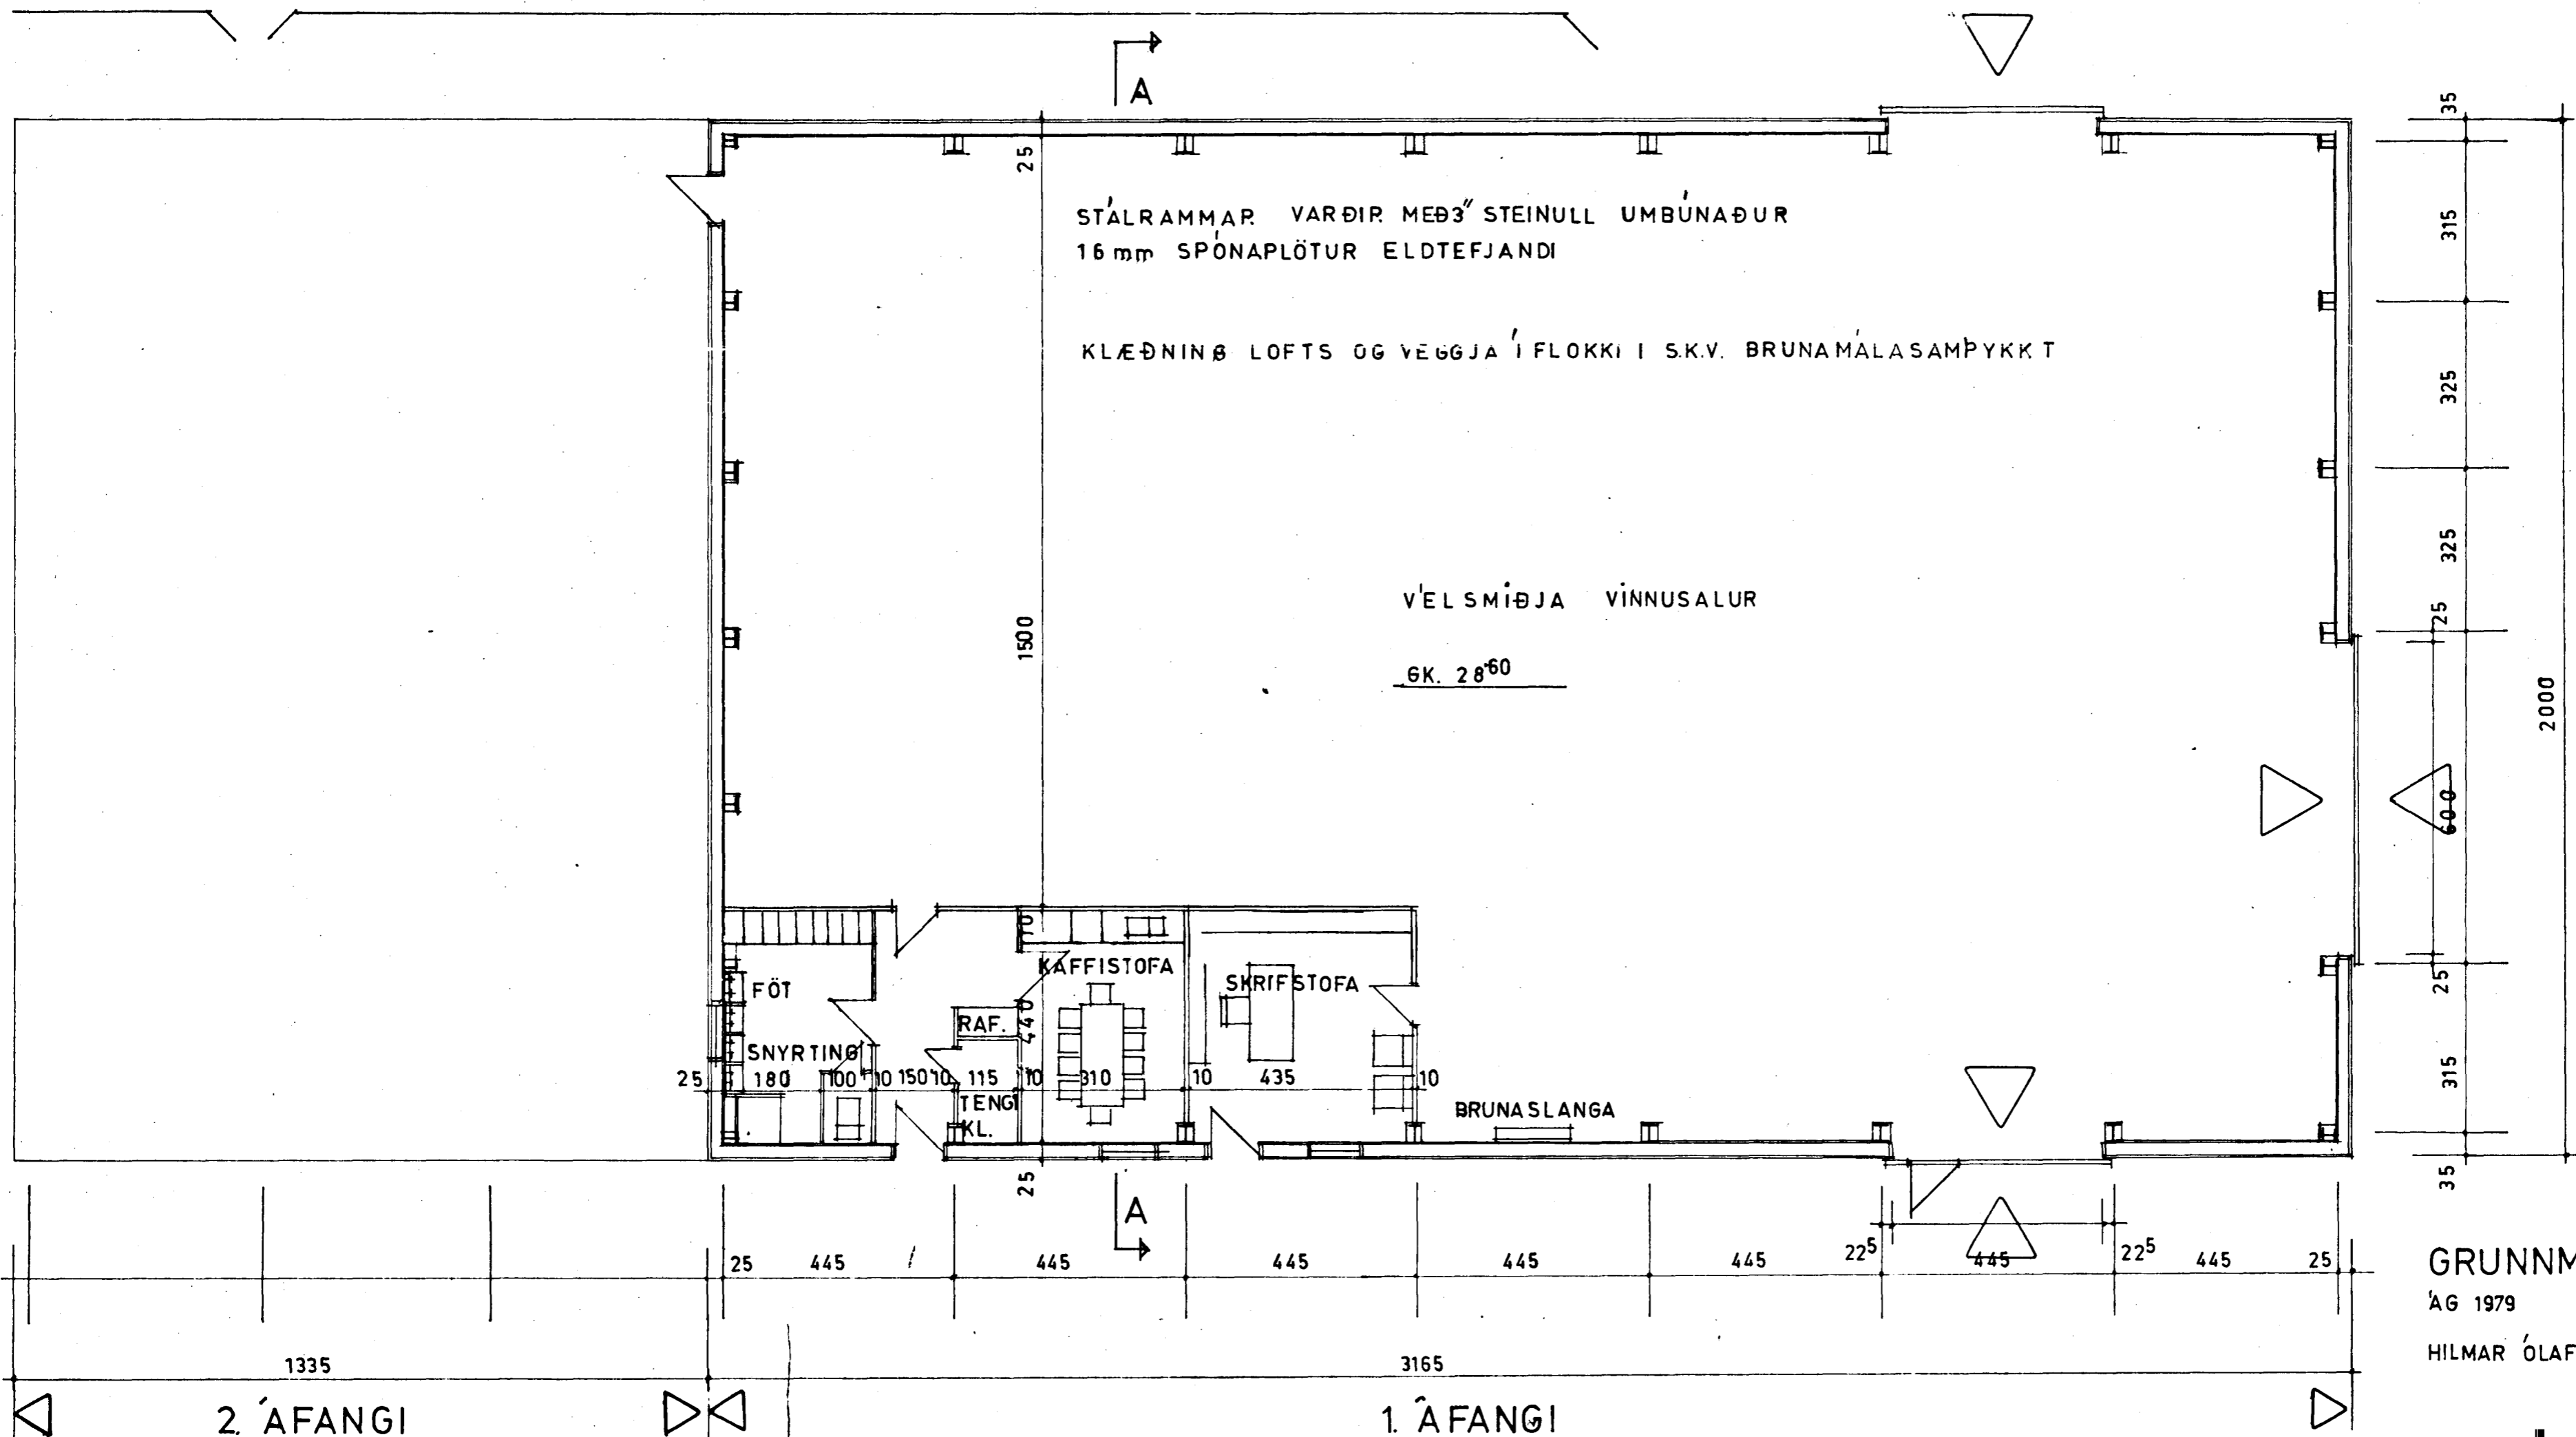 A
35
25
STÁLRAMMAR VARÐIR MEÐ 3" STEINULL UMBÚNAÐUR
16 mm SPÓNAPLÖTUR ELDTEFJANDI
315
KLÆÐNING LOFTS OG VEGGJA Í FLOKKI I S.K.V. BRUNAMÁLASAMÞYKKT
325
325
VÉLSMIÐJA VINNUSALUR
1500
25
GK. 28.60
2000
600
10
KAFFISTOFA
SKRIFSTOFA
FÖT
25
RAF.
440
SNYRTING
25 180 100 10 150 10 115 10 310 10 435 10
315
TENGI
KL.
BRUNASLANGA
25
35
A
25 445 445 445 445 445 22⁵ 445 22⁵ 445 25
GRUNNM
ÁG 1979
HILMAR ÓLAF
1335
3165
2. ÁFANGI
1. ÁFANGI